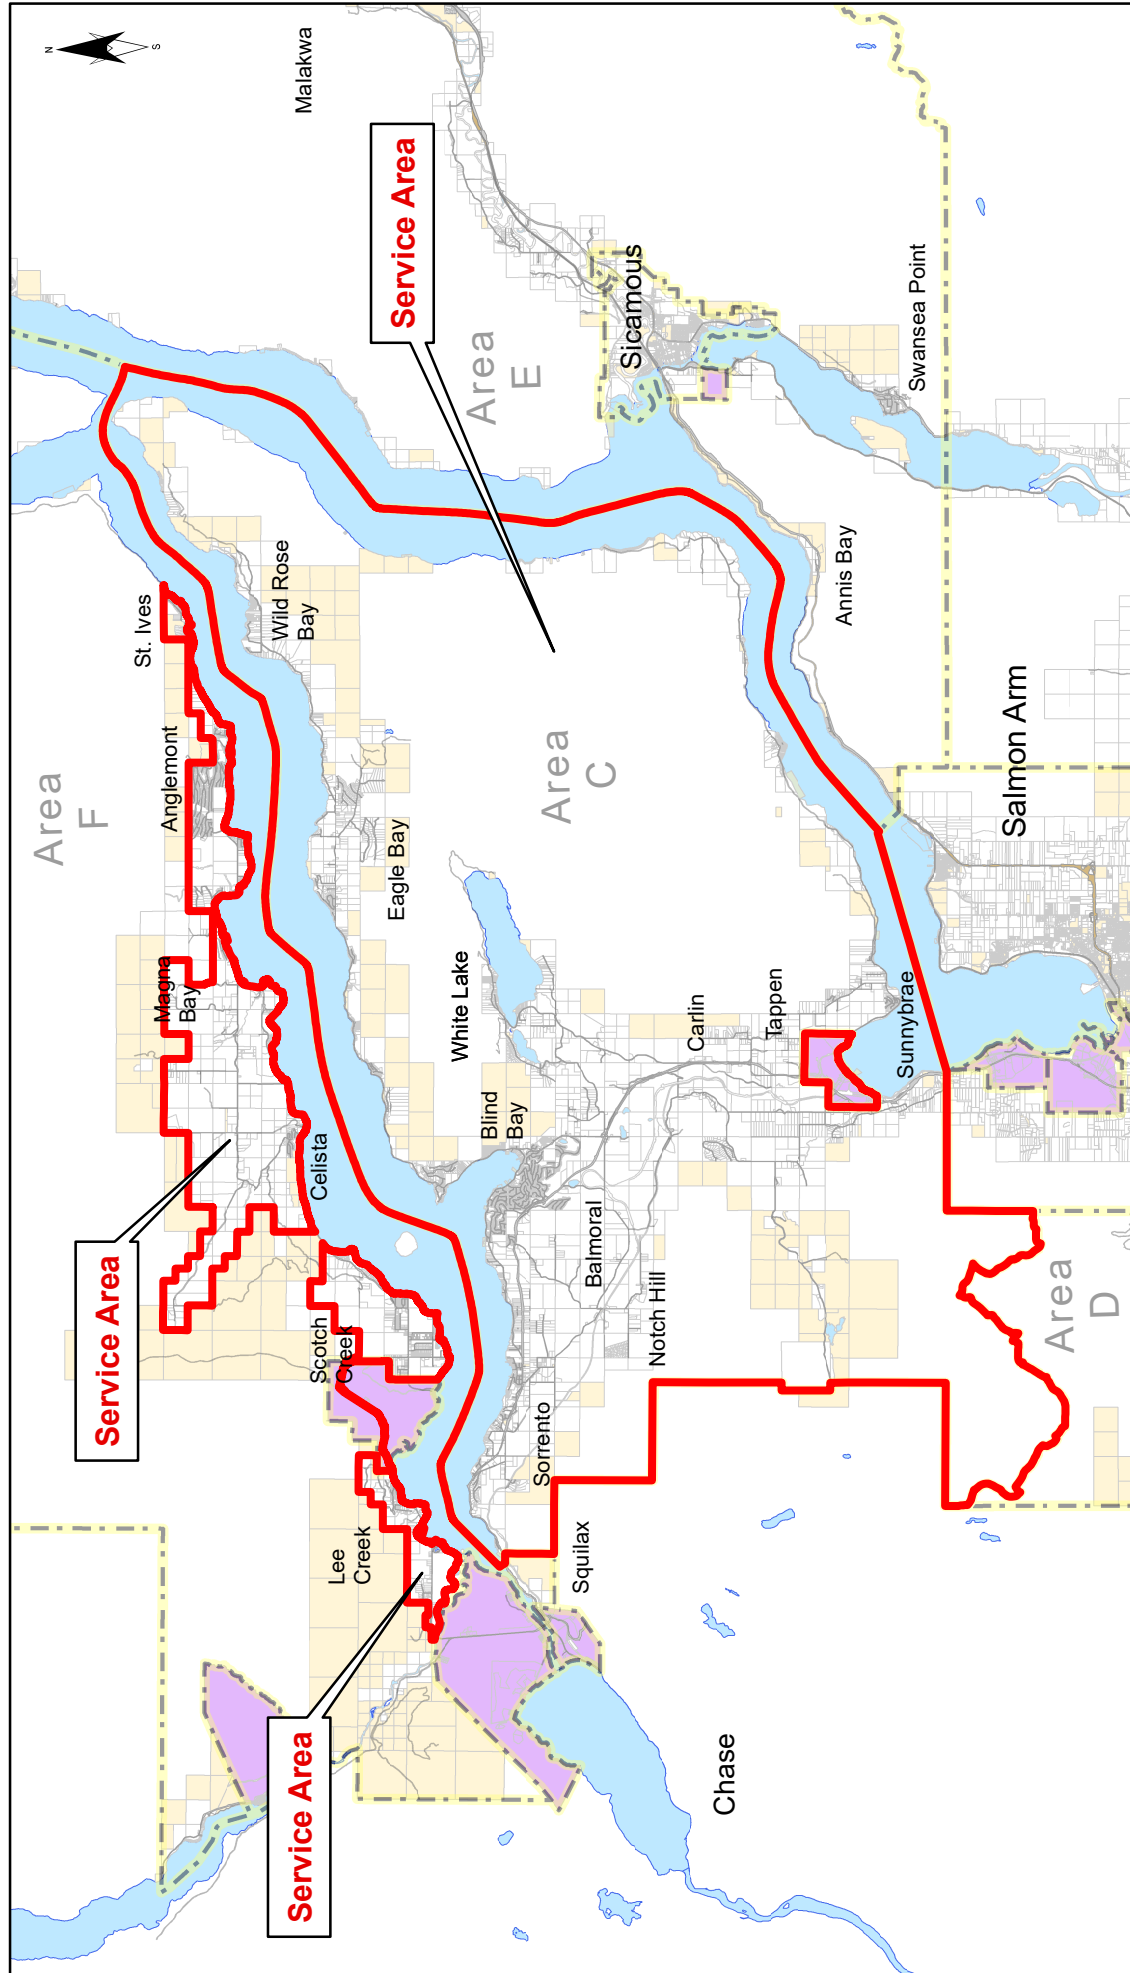 N
S
Malakwa
Service Area
Area
E
Sicamous
Swansea Point
St. Ives
Wild Rose
Bay
Annis Bay
Area
F
Anglemont
Eagle Bay
Area
C
Salmon Arm
Magna
Bay
White Lake
Carlin
Tappen
Sunnybrae
Blind
Bay
Celista
Service Area
Balmoral
Notch Hill
Area
D
Scotch
Creek
Sorrento
Lee
Creek
Squilax
Service Area
Chase